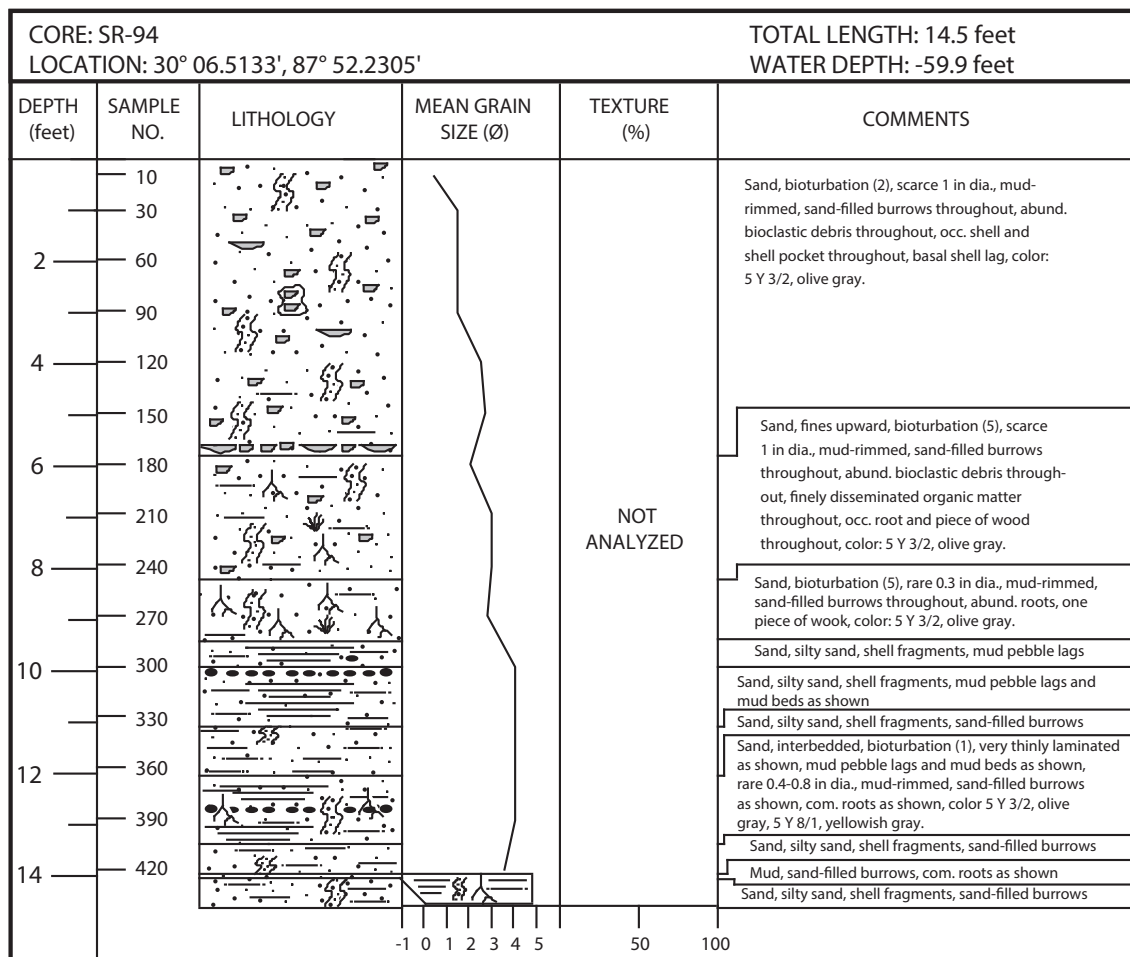 CORE: SR-94
LOCATION: 30° 06.5133', 87° 52.2305'
TOTAL LENGTH: 14.5 feet
WATER DEPTH: -59.9 feet
DEPTH
(feet)
SAMPLE
NO.
LITHOLOGY
MEAN GRAIN
SIZE (Ø)
TEXTURE
(%)
COMMENTS
2
4
6
8
10
12
14
10
30
60
90
120
150
180
210
240
270
300
330
360
390
420
-1 0 1 2 3 4 5
NOT
ANALYZED
50 100
Sand, bioturbation (2), scarce 1 in dia., mud-
rimmed, sand-filled burrows throughout, abund.
bioclastic debris throughout, occ. shell and
shell pocket throughout, basal shell lag, color:
5 Y 3/2, olive gray.
Sand, fines upward, bioturbation (5), scarce
1 in dia., mud-rimmed, sand-filled burrows
throughout, abund. bioclastic debris through-
out, finely disseminated organic matter
throughout, occ. root and piece of wood
throughout, color: 5 Y 3/2, olive gray.
Sand, bioturbation (5), rare 0.3 in dia., mud-rimmed,
sand-filled burrows throughout, abund. roots, one
piece of wook, color: 5 Y 3/2, olive gray.
Sand, silty sand, shell fragments, mud pebble lags
Sand, silty sand, shell fragments, mud pebble lags and
mud beds as shown
Sand, silty sand, shell fragments, sand-filled burrows
Sand, interbedded, bioturbation (1), very thinly laminated
as shown, mud pebble lags and mud beds as shown,
rare 0.4-0.8 in dia., mud-rimmed, sand-filled burrows
as shown, com. roots as shown, color 5 Y 3/2, olive
gray, 5 Y 8/1, yellowish gray.
Sand, silty sand, shell fragments, sand-filled burrows
Mud, sand-filled burrows, com. roots as shown
Sand, silty sand, shell fragments, sand-filled burrows